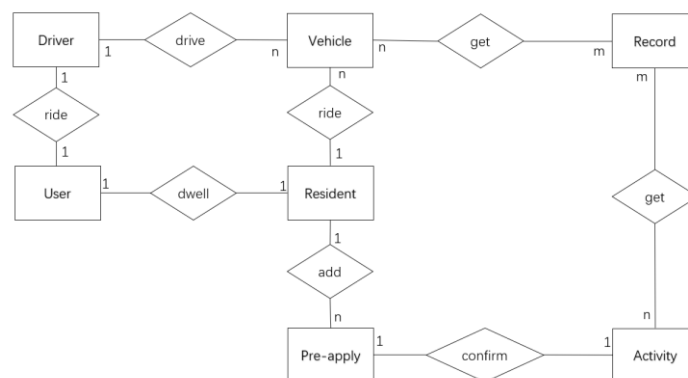 Driver drive Vehicle get Record
1 n n m
1 n m
ride ride
1 1
get
User 1 dwell 1 Resident
1
add
n n
Pre-apply 1 confirm 1 Activity